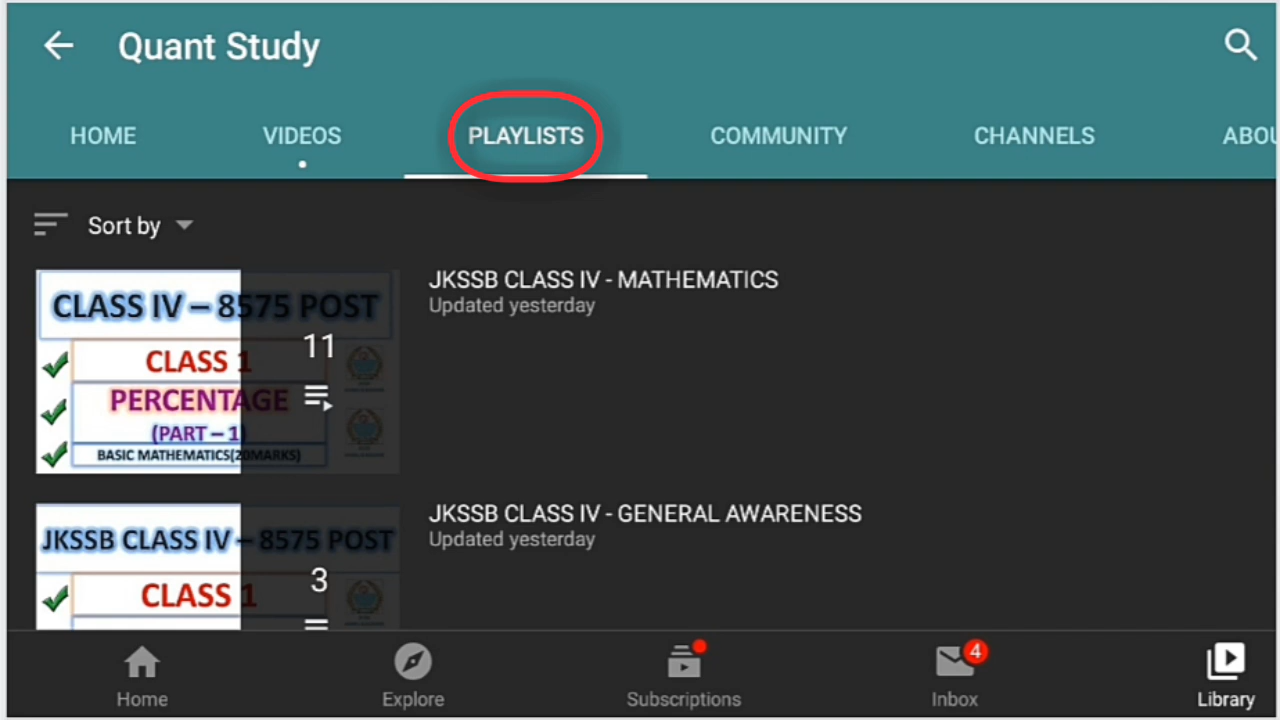 Quant Study
HOME VIDEOS PLAYLISTS COMMUNITY CHANNELS ABOU
Sort by
CLASS IV – 8575 POST
CLASS 1
11
PERCENTAGE
(PART – 1)
BASIC MATHEMATICS(20MARKS)
JKSSB CLASS IV - MATHEMATICS
Updated yesterday
JKSSB CLASS IV – 8575 POST
CLASS 1
3
JKSSB CLASS IV - GENERAL AWARENESS
Updated yesterday
4
Home Explore Subscriptions Inbox Library